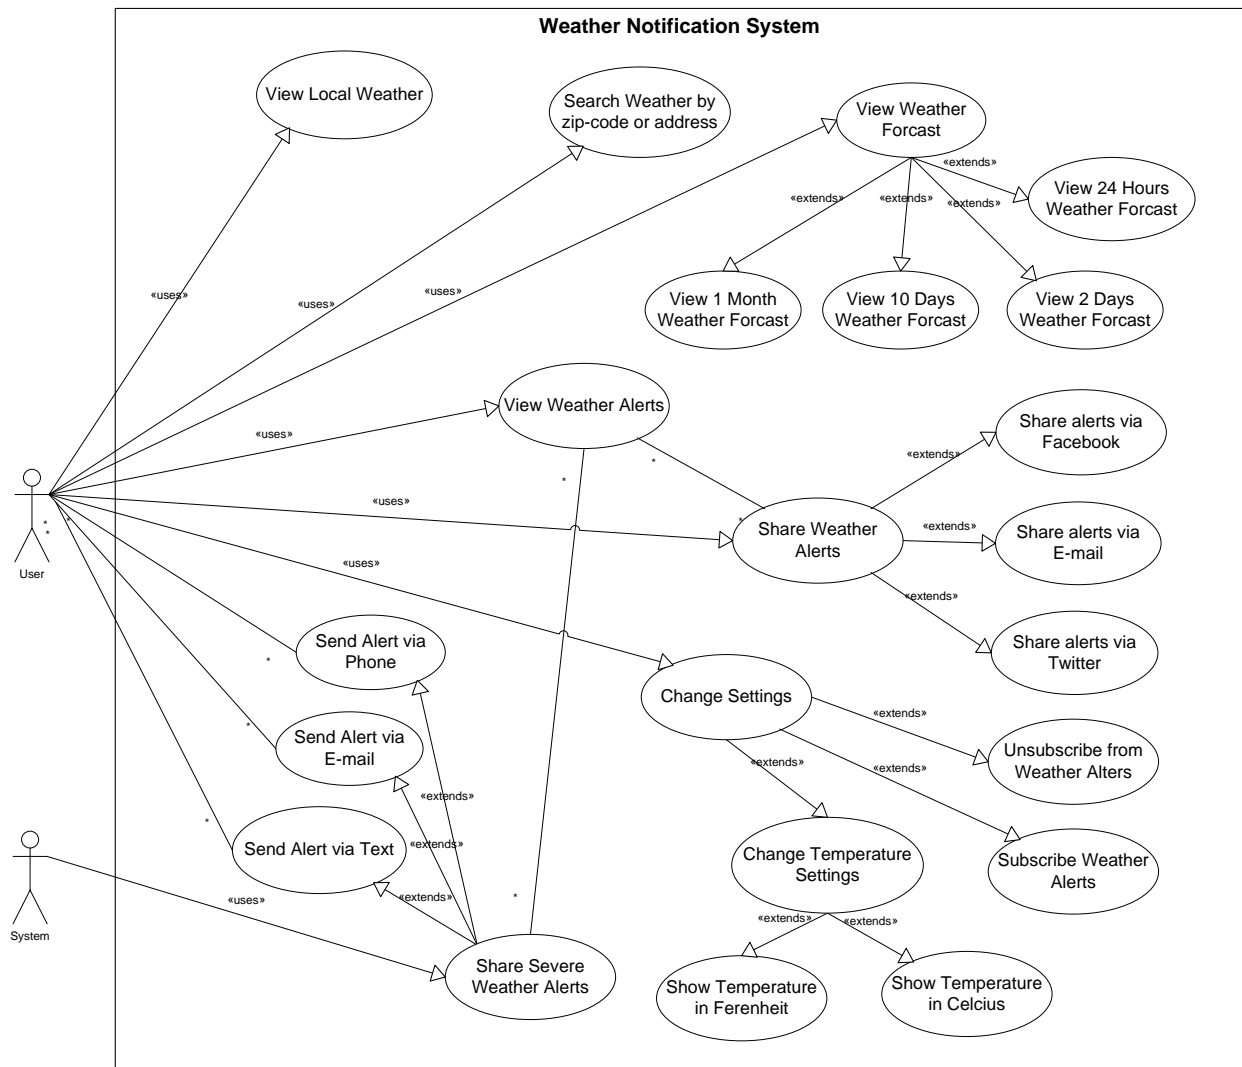 Weather Notification System
View Local Weather
Search Weather by
zip-code or address
View Weather
Forcast
«extends»
View 24 Hours
Weather Forcast
«extends»
«extends»
«extends»
View 1 Month
Weather Forcast
View 10 Days
Weather Forcast
View 2 Days
Weather Forcast
«uses»
«uses»
«uses»
View Weather Alerts
«uses»
*
*
Share alerts via
Facebook
«extends»
«uses»
*
Share Weather
Alerts
«extends»
Share alerts via
E-mail
*
*
*
User
«uses»
«extends»
Share alerts via
Twitter
Send Alert via
Phone
*
Change Settings
«extends»
Unsubscribe from
Weather Alters
Send Alert via
E-mail
*
«extends»
«extends»
«extends»
Send Alert via Text
*
«extends»
«extends»
Change Temperature
Settings
Subscribe Weather
Alerts
System
«uses»
*
«extends»
«extends»
Share Severe
Weather Alerts
Show Temperature
in Ferenheit
Show Temperature
in Celcius